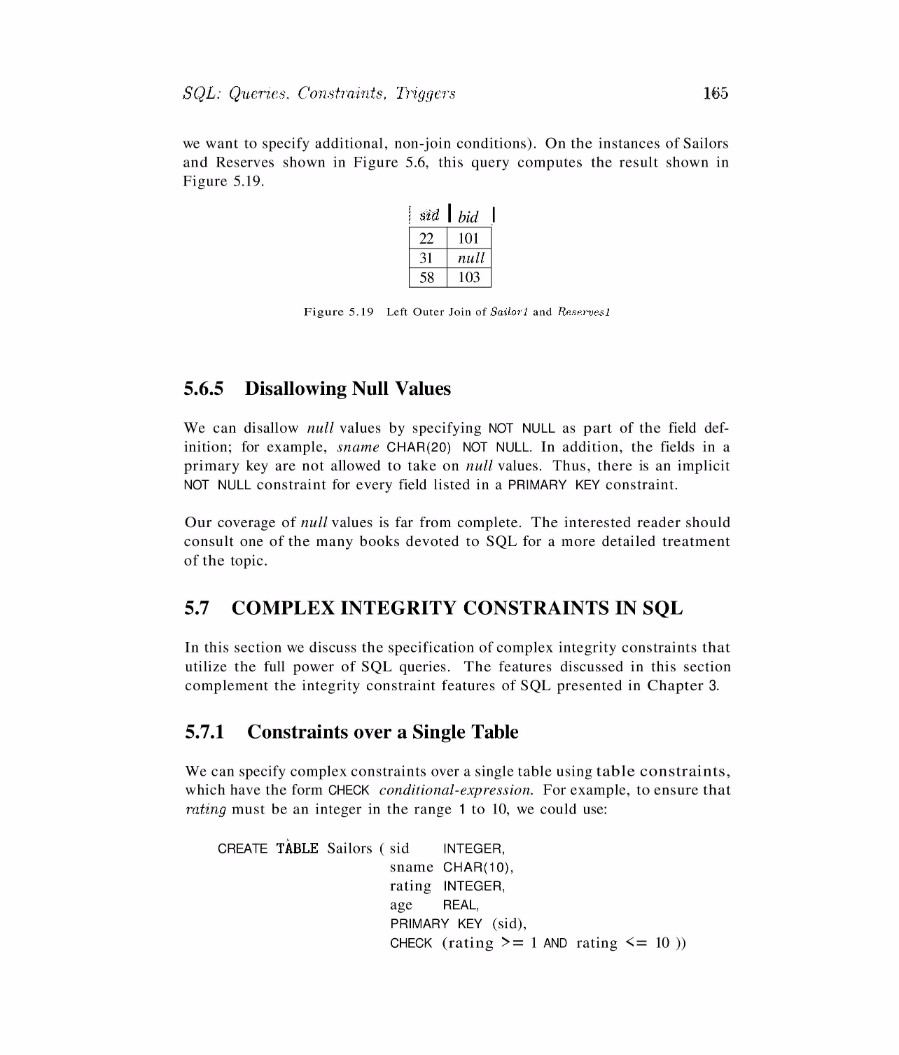 SQL: Queries, Constraints, Triggers 165
we want to specify additional, non-join conditions). On the instances of Sailors
and Reserves shown in Figure 5.6, this query computes the result shown in
Figure 5.19.
sid bid
22 101
31 null
58 103
Figure 5.19 Left Outer Join of Sailor1 and Reserves1
5.6.5 Disallowing Null Values
We can disallow null values by specifying NOT NULL as part of the field def-
inition; for example, sname CHAR(20) NOT NULL. In addition, the fields in a
primary key are not allowed to take on null values. Thus, there is an implicit
NOT NULL constraint for every field listed in a PRIMARY KEY constraint.
Our coverage of null values is far from complete. The interested reader should
consult one of the many books devoted to SQL for a more detailed treatment
of the topic.
5.7 COMPLEX INTEGRITY CONSTRAINTS IN SQL
In this section we discuss the specification of complex integrity constraints that
utilize the full power of SQL queries. The features discussed in this section
complement the integrity constraint features of SQL presented in Chapter 3.
5.7.1 Constraints over a Single Table
We can specify complex constraints over a single table using table constraints,
which have the form CHECK conditional-expression. For example, to ensure that
rating must be an integer in the range 1 to 10, we could use:
CREATE TABLE Sailors ( sid INTEGER,
sname CHAR(10),
rating INTEGER,
age REAL,
PRIMARY KEY (sid),
CHECK (rating >= 1 AND rating <= 10 ))